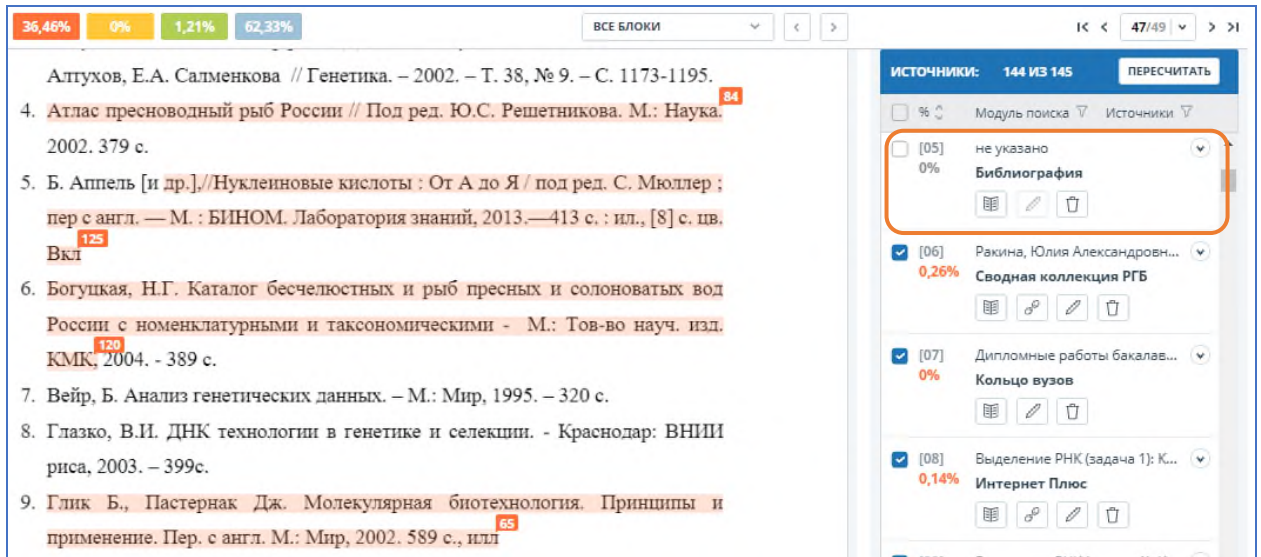 36,46% 0% 1,21% 62,33% ВСЕ БЛОКИ 47/49
Алтухов, Е.А. Салменкова // Генетика. – 2002. – Т. 38, № 9. – С. 1173-1195.
84
4. Атлас пресноводный рыб России // Под ред. Ю.С. Решетникова. М.: Наука.
2002. 379 с.
5. Б. Аппель [и др.],//Нуклеиновые кислоты : От А до Я / под ред. С. Мюллер ;
пер с англ. — М. : БИНОМ. Лаборатория знаний, 2013.—413 с. : ил., [8] с. цв.
125
Вкл
6. Богуцкая, Н.Г. Каталог бесчелюстных и рыб пресных и солоноватых вод
России с номенклатурными и таксономическими - М.: Тов-во науч. изд.
120
КМК, 2004. - 389 с.
7. Вейр, Б. Анализ генетических данных. – М.: Мир, 1995. – 320 с.
8. Глазко, В.И. ДНК технологии в генетике и селекции. - Краснодар: ВНИИ
риса, 2003. – 399с.
9. Глик Б., Пастернак Дж. Молекулярная биотехнология. Принципы и
65
применение. Пер. с англ. М.: Мир, 2002. 589 с., илл
ИСТОЧНИКИ: 144 ИЗ 145 ПЕРЕСЧИТАТЬ
% Модуль поиска Источники
[05] не указано
0% Библиография
[06] Ракина, Юлия Александровн...
0,26% Сводная коллекция РГБ
[07] Дипломные работы бакалав...
0% Кольцо вузов
[08] Выделение РНК (задача 1): К...
0,14% Интернет Плюс